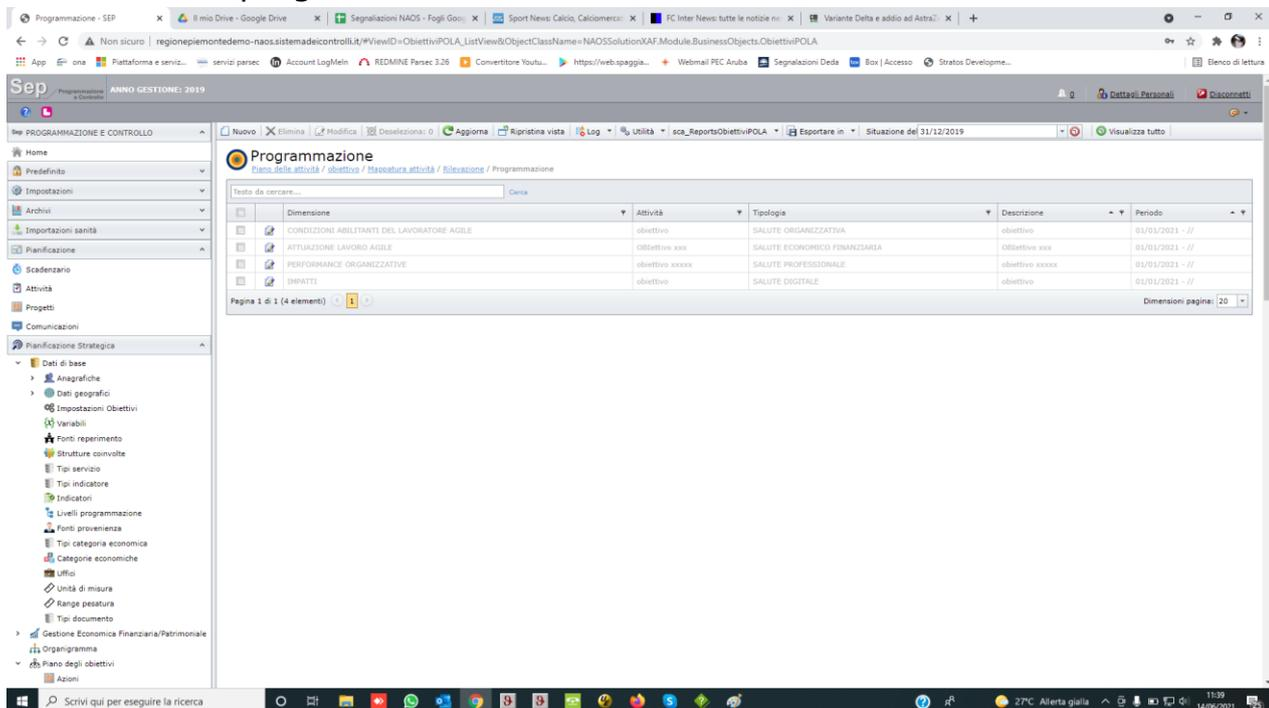 Programmazione - SEP
Il mio Drive - Google Drive
Segnalazioni NAOS - Fogli Goog
Sport News: Calcio, Calciomercat
FC Inter News: tutte le notizie ne
Variante Delta e addio ad AstraZ
Non sicuro | regionepiemontedemo-naos.sistemadeicontrolli.it/#ViewID=ObiettiviPOLA_ListView&ObjectClassName=NAOSSolutionXAF.Module.BusinessObjects.ObiettiviPOLA
App
ona
Piattaforma e serviz...
servizi parsec
Account LogMeIn
REDMINE Parsec 3.26
Convertitore Youtu...
https://web.spaggia...
Webmail PEC Aruba
Segnalazioni Deda
Box | Accesso
Stratos Developme...
Elenco di lettura
Sep Programmazione e Controllo ANNO GESTIONE: 2019
0 Dettagli Personali Disconnetti
Sep PROGRAMMAZIONE E CONTROLLO
Home
Predefinito
Impostazioni
Archivi
Importazioni sanità
Pianificazione
Scadenzario
Attività
Progetti
Comunicazioni
Pianificazione Strategica
Dati di base
Anagrafiche
Dati geografici
Impostazioni Obiettivi
Variabili
Fonti reperimento
Strutture coinvolte
Tipi servizio
Tipi indicatore
Indicatori
Livelli programmazione
Fonti provenienza
Tipi categoria economica
Categorie economiche
Uffici
Unità di misura
Range pesatura
Tipi documento
Gestione Economica Finanziaria/Patrimoniale
Organigramma
Piano degli obiettivi
Azioni
Nuovo Elimina Modifica Deseleziona: 0 Aggiorna Ripristina vista Log Utilità sca_ReportsObiettiviPOLA Esportare in Situazione del 31/12/2019 Visualizza tutto
Programmazione
Piano delle attività / obiettivo / Mappatura attività / Rilevazione / Programmazione
Testo da cercare... Cerca
Dimensione Attività Tipologia Descrizione Periodo
CONDIZIONI ABILITANTI DEL LAVORATORE AGILE obiettivo SALUTE ORGANIZZATIVA obiettivo 01/01/2021 - //
ATTUAZIONE LAVORO AGILE OBIettivo xxx SALUTE ECONOMICO FINANZIARIA OBIettivo xxx 01/01/2021 - //
PERFORMANCE ORGANIZZATIVE obiettivo xxxxx SALUTE PROFESSIONALE obiettivo xxxxx 01/01/2021 - //
IMPATTI obiettivo SALUTE DIGITALE obiettivo 01/01/2021 - //
Pagina 1 di 1 (4 elementi) 1 Dimensioni pagina: 20
Scrivi qui per eseguire la ricerca
27°C Allerta gialla
11:39
14/06/2021